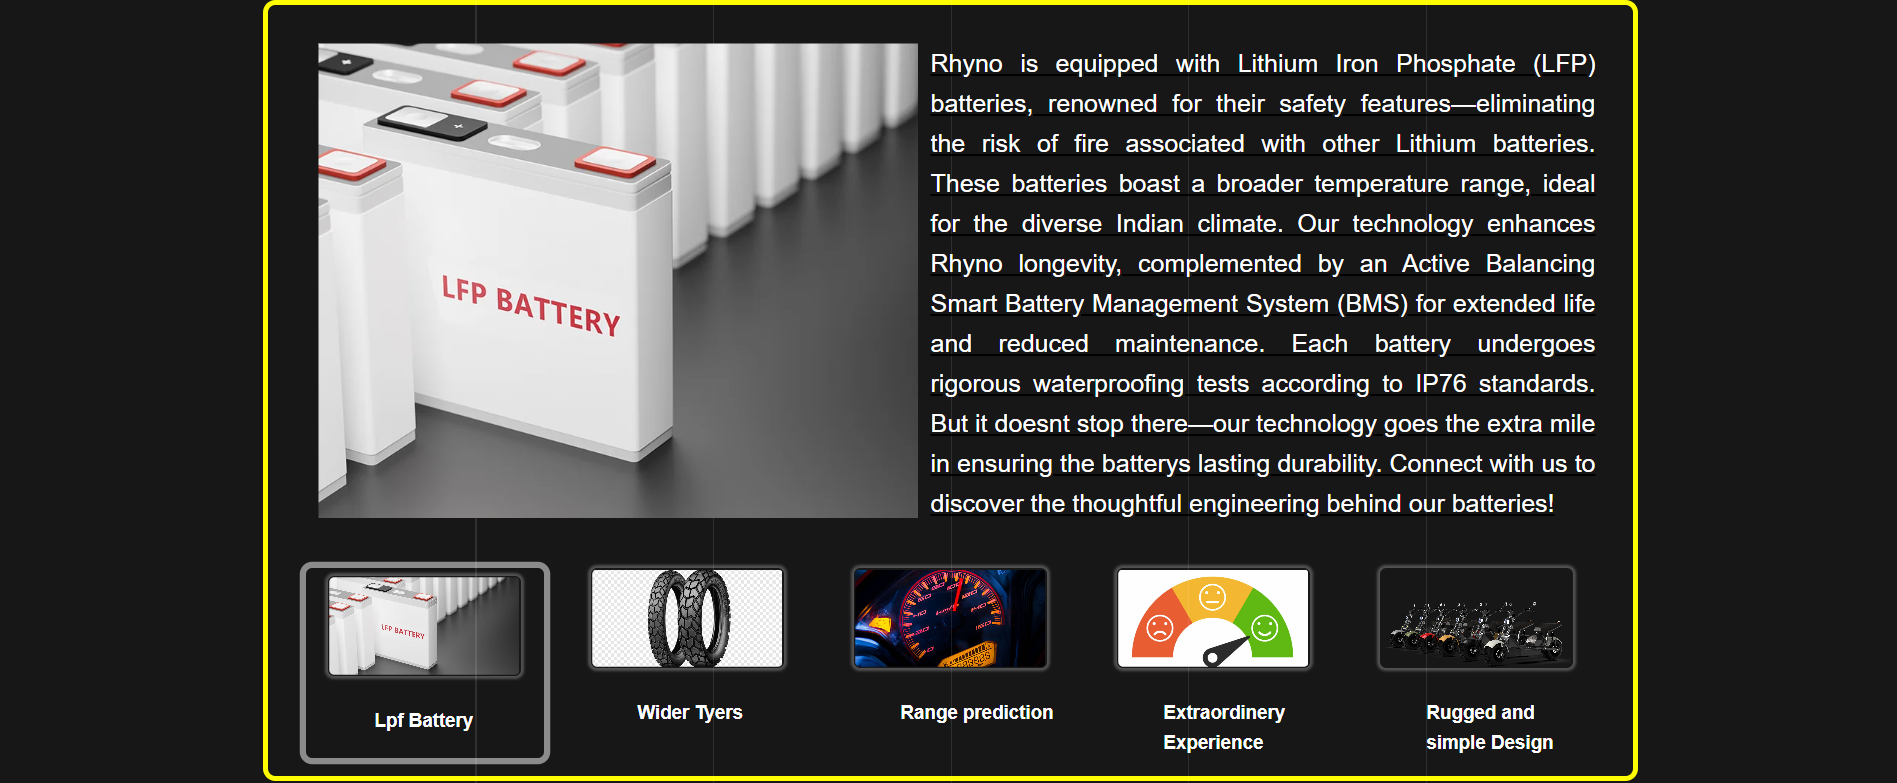 Rhyno is equipped with Lithium Iron Phosphate (LFP)
batteries, renowned for their safety features—eliminating
the risk of fire associated with other Lithium batteries.
These batteries boast a broader temperature range, ideal
for the diverse Indian climate. Our technology enhances
Rhyno longevity, complemented by an Active Balancing
Smart Battery Management System (BMS) for extended life
and reduced maintenance. Each battery undergoes
rigorous waterproofing tests according to IP76 standards.
But it doesnt stop there—our technology goes the extra mile
in ensuring the batterys lasting durability. Connect with us to
discover the thoughtful engineering behind our batteries!
LFP BATTERY
LFP BATTERY
Lpf Battery
Wider Tyers
Range prediction
Extraordinery
Experience
Rugged and
simple Design